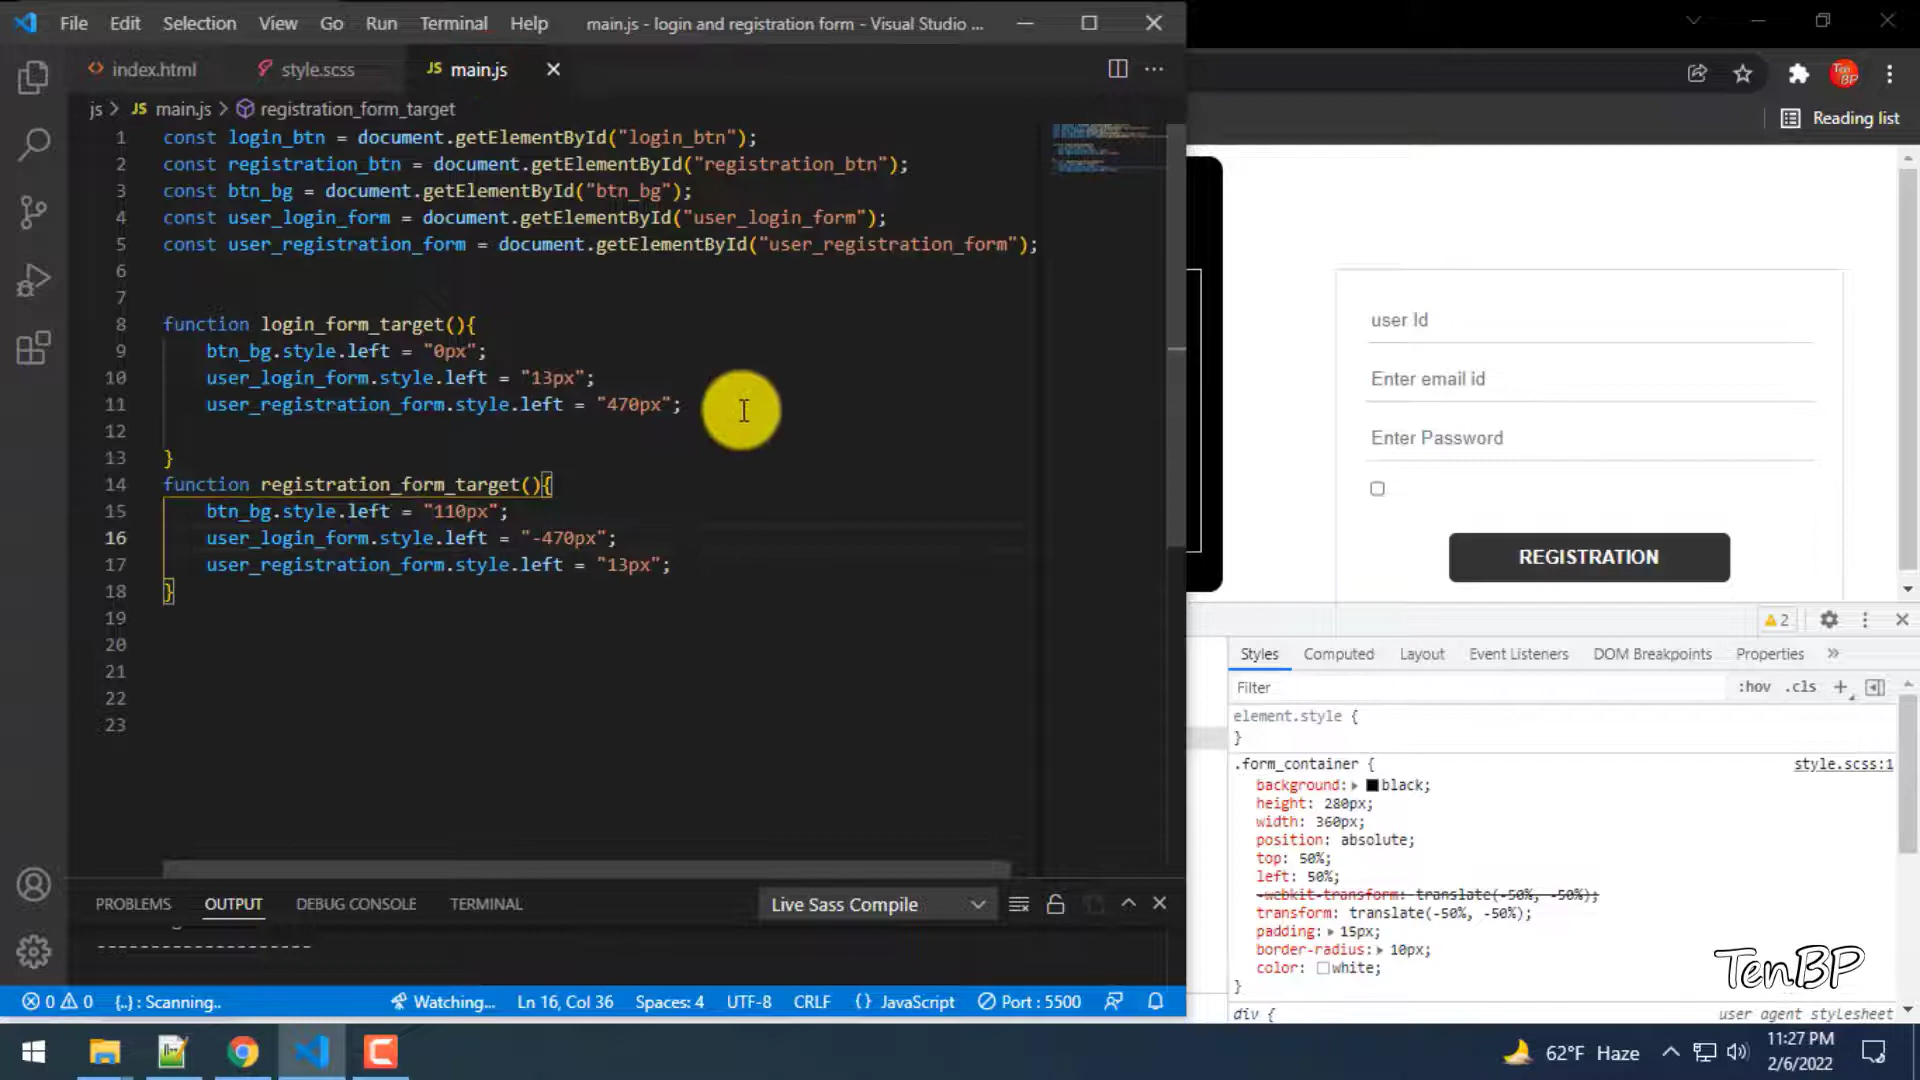 File Edit Selection View Go Run Terminal Help main.js - login and registration form - Visual Studio ...
index.html style.scss JS main.js
js > JS main.js > registration_form_target
1 const login_btn = document.getElementById("login_btn");
2 const registration_btn = document.getElementById("registration_btn");
3 const btn_bg = document.getElementById("btn_bg");
4 const user_login_form = document.getElementById("user_login_form");
5 const user_registration_form = document.getElementById("user_registration_form");
6
7
8 function login_form_target(){
9 btn_bg.style.left = "0px";
10 user_login_form.style.left = "13px";
11 user_registration_form.style.left = "470px";
12
13 }
14 function registration_form_target(){
15 btn_bg.style.left = "110px";
16 user_login_form.style.left = "-470px";
17 user_registration_form.style.left = "13px";
18 }
19
20
21
22
23
PROBLEMS OUTPUT DEBUG CONSOLE TERMINAL Live Sass Compile
--------------------
0 0 {..} : Scanning.. Watching... Ln 16, Col 36 Spaces: 4 UTF-8 CRLF {} JavaScript Port : 5500
Ten BP
Reading list
user Id
Enter email id
Enter Password
REGISTRATION
2
Styles Computed Layout Event Listeners DOM Breakpoints Properties »
Filter :hov .cls +
element.style {
}
.form_container { style.scss:1
background: black;
height: 280px;
width: 360px;
position: absolute;
top: 50%;
left: 50%;
-webkit-transform: translate(-50%, -50%);
transform: translate(-50%, -50%);
padding: 15px;
border-radius: 10px;
color: white;
}
div { user agent stylesheet
TenBP
62°F Haze 11:27 PM
2/6/2022